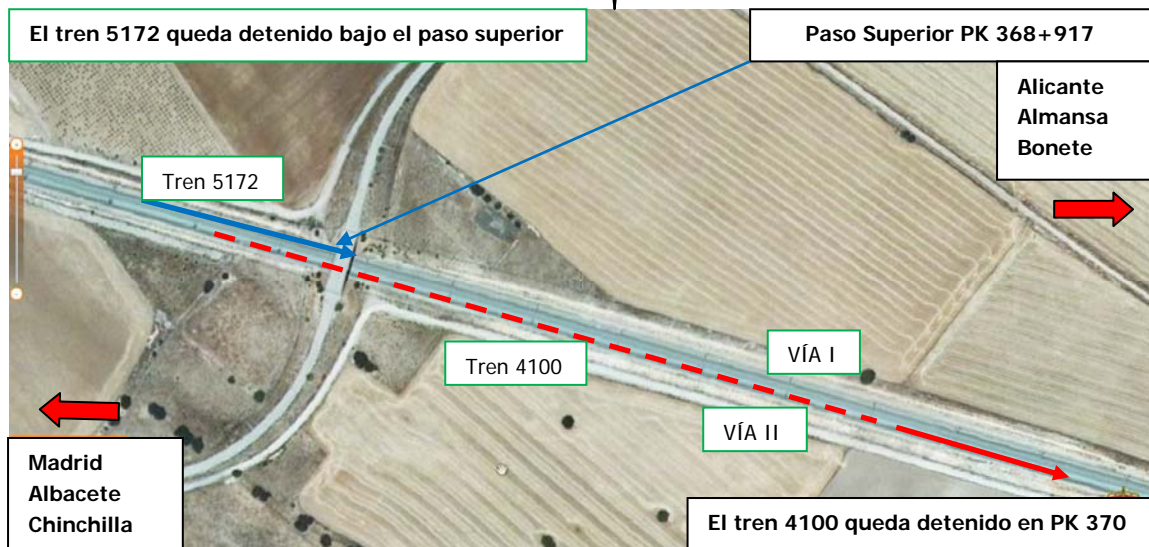 El tren 5172 queda detenido bajo el paso superior
Paso Superior PK 368+917
Alicante
Almansa
Bonete
Tren 5172
VÍA I
Tren 4100
VÍA II
Madrid
Albacete
Chinchilla
El tren 4100 queda detenido en PK 370